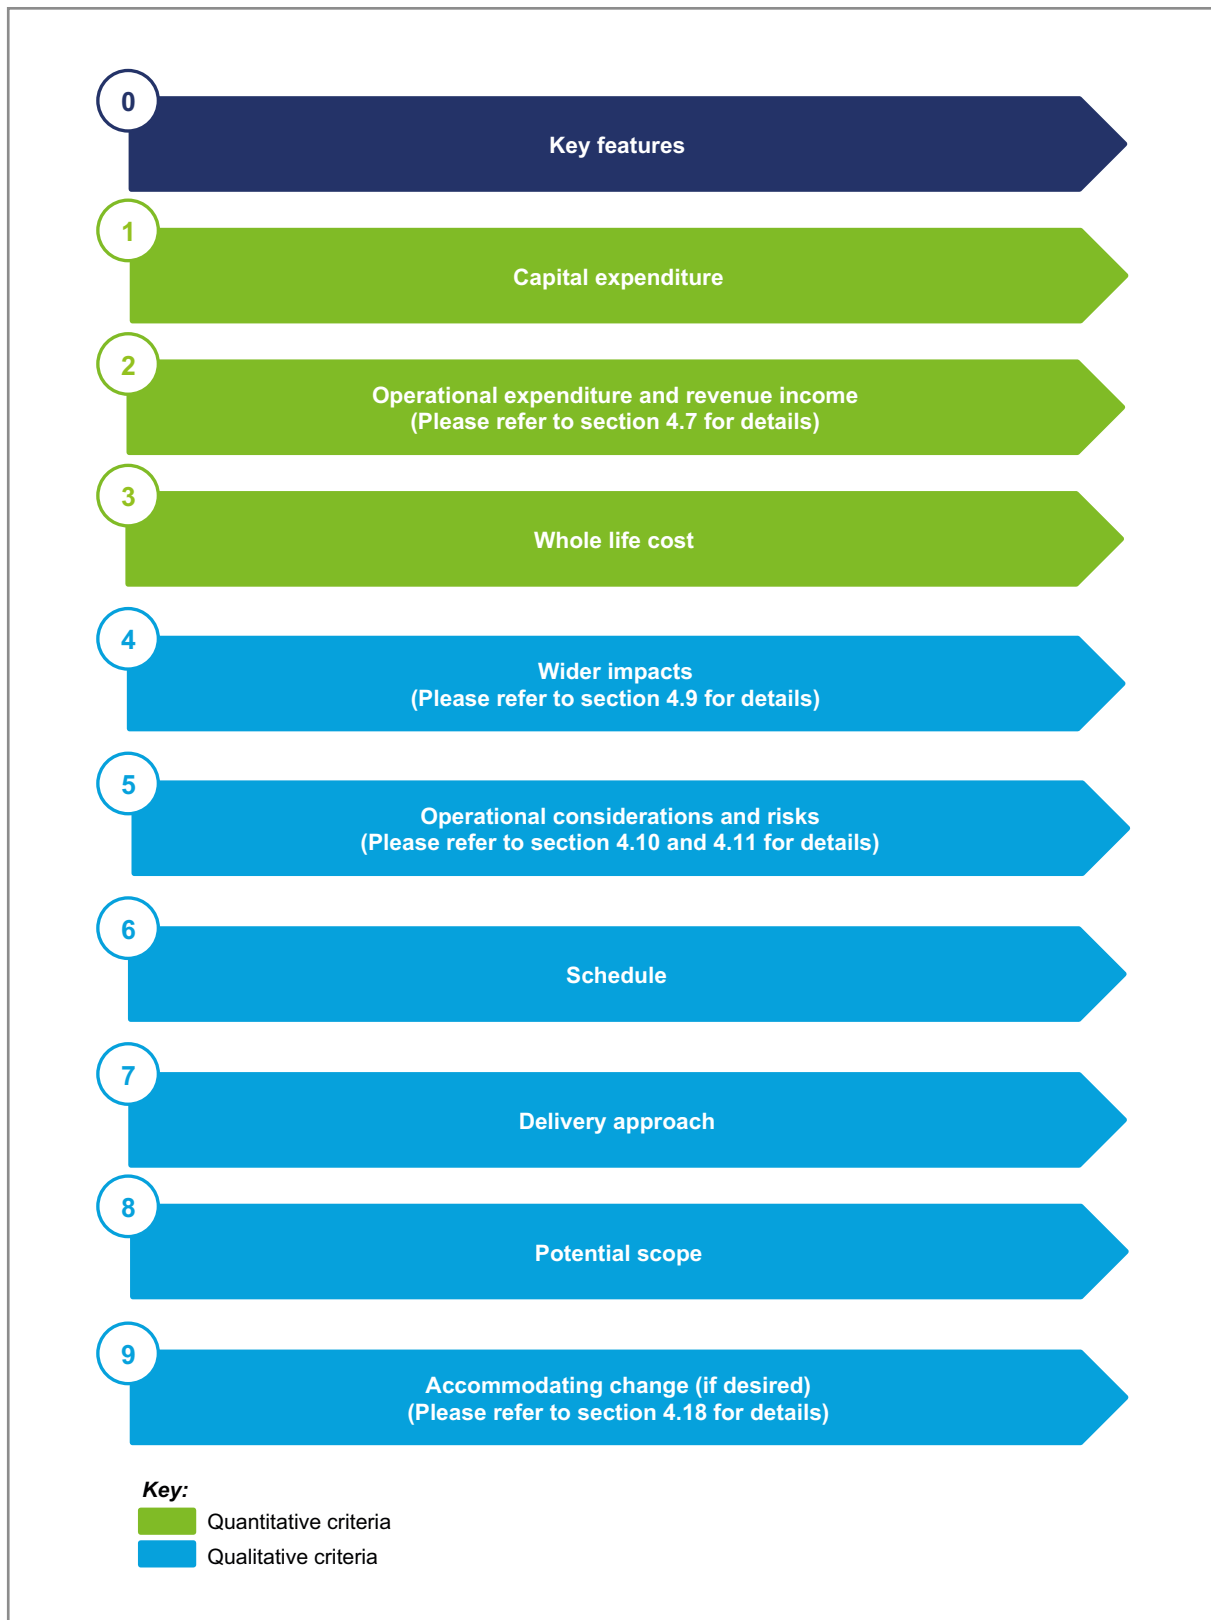 0
Key features
1
Capital expenditure
2
Operational expenditure and revenue income
(Please refer to section 4.7 for details)
3
Whole life cost
4
Wider impacts
(Please refer to section 4.9 for details)
5
Operational considerations and risks
(Please refer to section 4.10 and 4.11 for details)
6
Schedule
7
Delivery approach
8
Potential scope
9
Accommodating change (if desired)
(Please refer to section 4.18 for details)
Key:
Quantitative criteria
Qualitative criteria